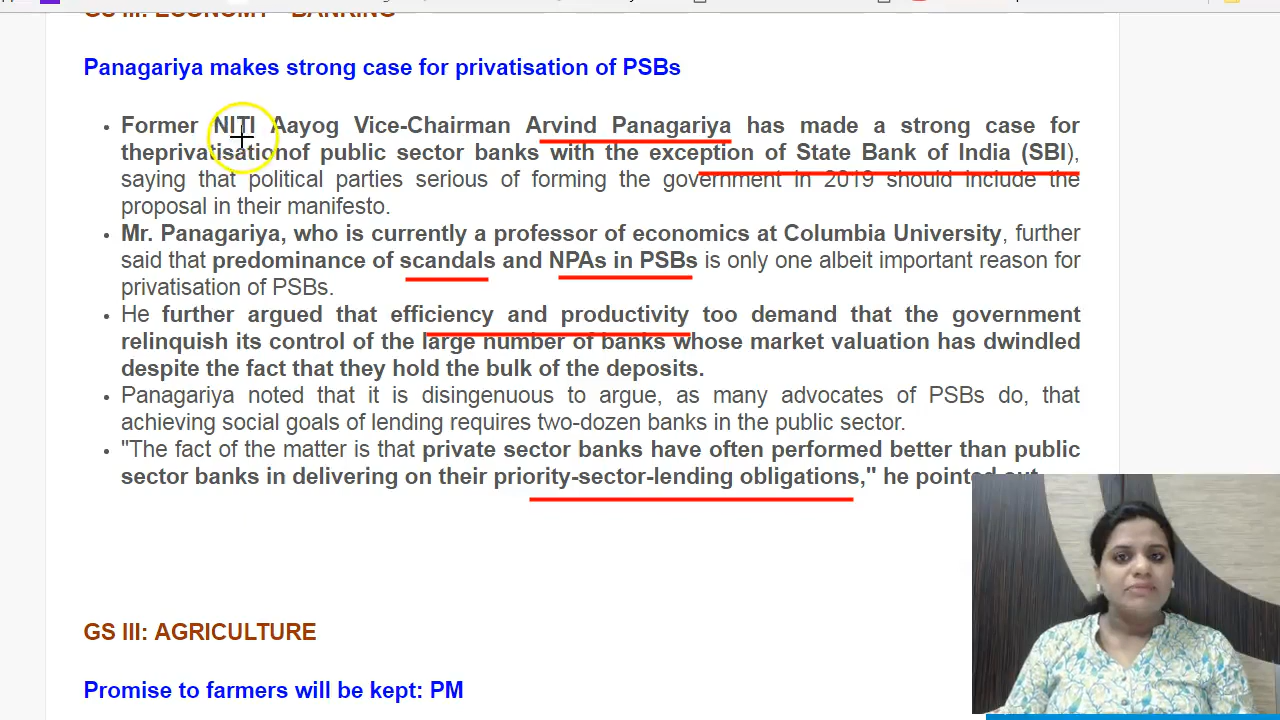 GS III: ECONOMY - BANKING
Panagariya makes strong case for privatisation of PSBs
• Former NITI Aayog Vice-Chairman Arvind Panagariya has made a strong case for
theprivatisationof public sector banks with the exception of State Bank of India (SBI),
saying that political parties serious of forming the government in 2019 should include the
proposal in their manifesto.
• Mr. Panagariya, who is currently a professor of economics at Columbia University, further
said that predominance of scandals and NPAs in PSBs is only one albeit important reason for
privatisation of PSBs.
• He further argued that efficiency and productivity too demand that the government
relinquish its control of the large number of banks whose market valuation has dwindled
despite the fact that they hold the bulk of the deposits.
• Panagariya noted that it is disingenuous to argue, as many advocates of PSBs do, that
achieving social goals of lending requires two-dozen banks in the public sector.
• "The fact of the matter is that private sector banks have often performed better than public
sector banks in delivering on their priority-sector-lending obligations," he pointed out.
GS III: AGRICULTURE
Promise to farmers will be kept: PM